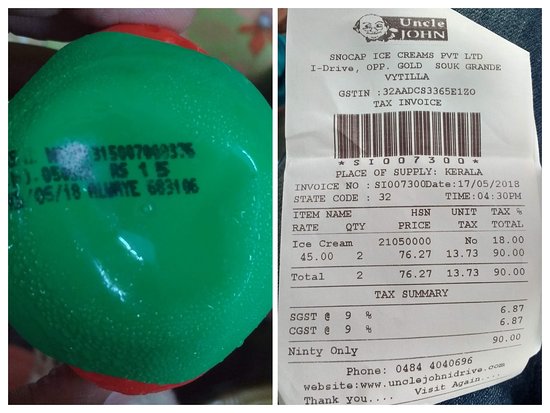 315007000336
RS 15
/05/18 ALWAYE 683106
Uncle
JOHN
SNOCAP ICE CREAMS PVT LTD
I-Drive, OPP. GOLD SOUK GRANDE
VYTILLA
GSTIN :32AADCS3365E1ZO
TAX INVOICE
*SI007300*
PLACE OF SUPPLY: KERALA
INVOICE NO :SI007300Date:17/05/2018
STATE CODE : 32 TIME:04:30PM
ITEM NAME HSN UNIT TAX %
RATE QTY PRICE TAX TOTAL
Ice Cream 21050000 No 18.00
45.00 2 76.27 13.73 90.00
Total 2 76.27 13.73 90.00
TAX SUMMARY
SGST @ 9 % 6.87
CGST @ 9 % 6.87
90.00
Ninty Only
Phone: 0484 4040696
website:www.unclejohnidrive.com
Thank you.... Visit Again....